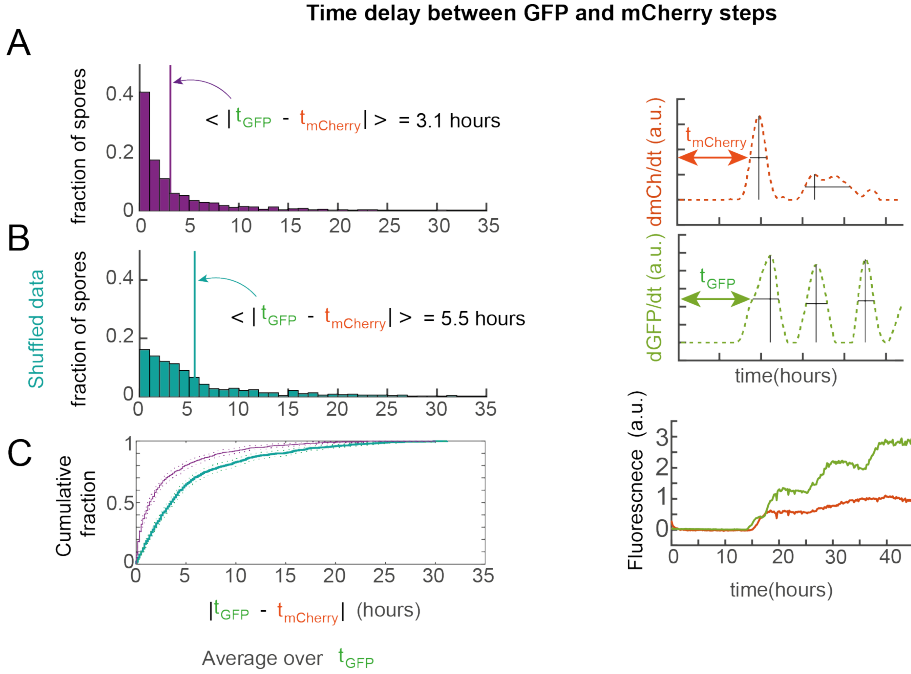 Time delay between GFP and mCherry steps
A
fraction of spores
0.4
0.2
0
< | tGFP - tmCherry | > = 3.1 hours
0 5 10 15 20 25 30 35
B
Shuffled data
fraction of spores
0.4
0.2
0
< | tGFP - tmCherry | > = 5.5 hours
0 5 10 15 20 25 30 35
C
Cumulative
fraction
1
0.5
0
0 5 10 15 20 25 30 35
|tGFP - tmCherry| (hours)
Average over tGFP
dmCh/dt (a.u.)
tmCherry
dGFP/dt (a.u.)
tGFP
time(hours)
Fluorescnece (a.u.)
3
2
1
0
0 10 20 30 40
time(hours)